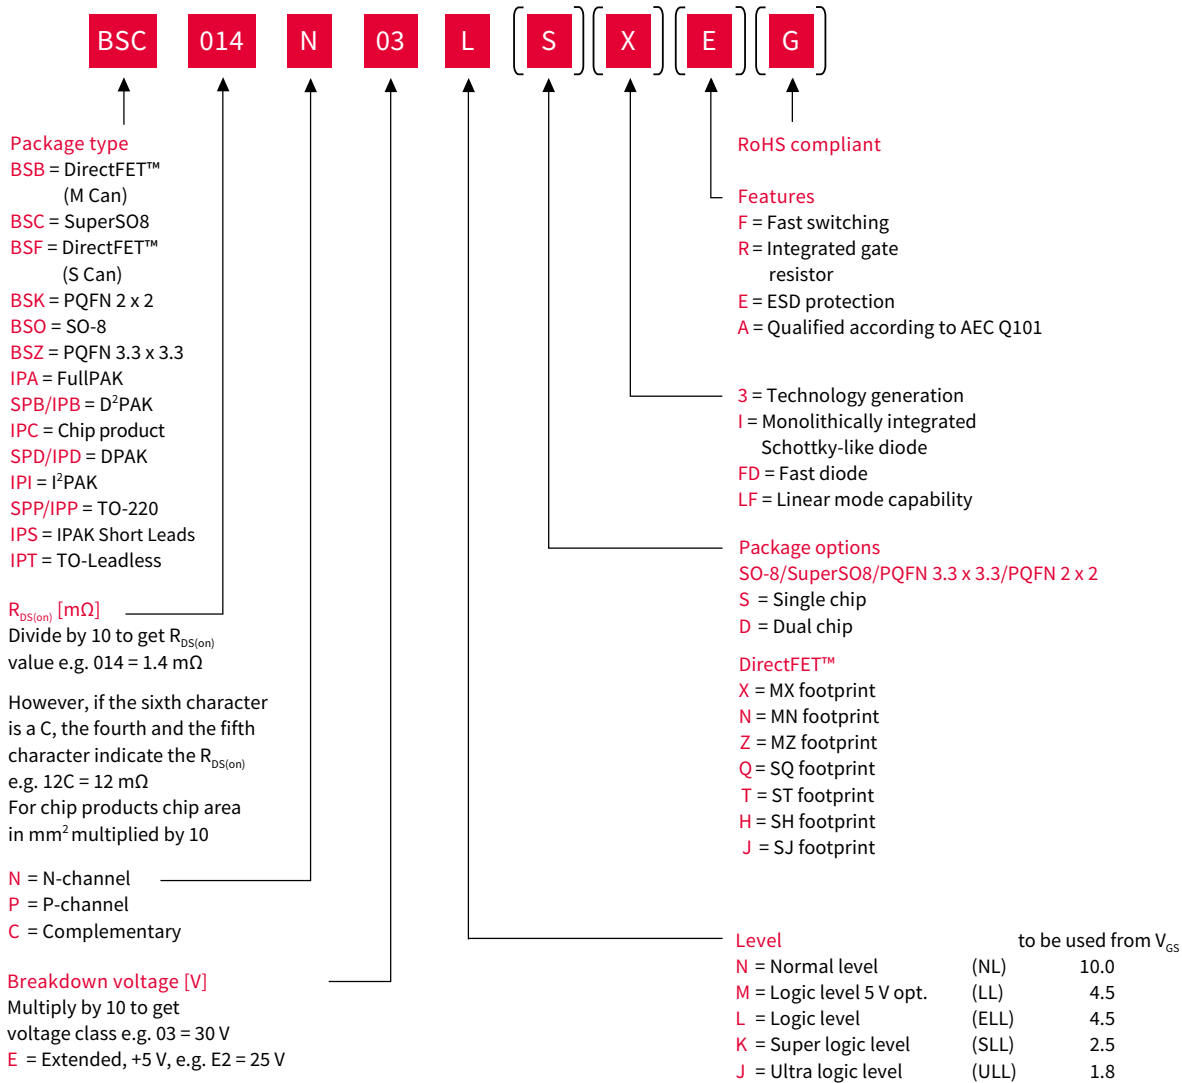 BSC 014 N 03 L S X E G
Package type
BSB = DirectFET™
(M Can)
BSC = SuperSO8
BSF = DirectFET™
(S Can)
BSK = PQFN 2 x 2
BSO = SO-8
BSZ = PQFN 3.3 x 3.3
IPA = FullPAK
SPB/IPB = D²PAK
IPC = Chip product
SPD/IPD = DPAK
IPI = I²PAK
SPP/IPP = TO-220
IPS = IPAK Short Leads
IPT = TO-Leadless
RDS(on) [mΩ]
Divide by 10 to get RDS(on)
value e.g. 014 = 1.4 mΩ
However, if the sixth character
is a C, the fourth and the fifth
character indicate the RDS(on)
e.g. 12C = 12 mΩ
For chip products chip area
in mm² multiplied by 10
N = N-channel
P = P-channel
C = Complementary
Breakdown voltage [V]
Multiply by 10 to get
voltage class e.g. 03 = 30 V
E = Extended, +5 V, e.g. E2 = 25 V
RoHS compliant
Features
F = Fast switching
R = Integrated gate
resistor
E = ESD protection
A = Qualified according to AEC Q101
3 = Technology generation
I = Monolithically integrated
Schottky-like diode
FD = Fast diode
LF = Linear mode capability
Package options
SO-8/SuperSO8/PQFN 3.3 x 3.3/PQFN 2 x 2
S = Single chip
D = Dual chip
DirectFET™
X = MX footprint
N = MN footprint
Z = MZ footprint
Q = SQ footprint
T = ST footprint
H = SH footprint
J = SJ footprint
Level to be used from VGS
N = Normal level (NL) 10.0
M = Logic level 5 V opt. (LL) 4.5
L = Logic level (ELL) 4.5
K = Super logic level (SLL) 2.5
J = Ultra logic level (ULL) 1.8